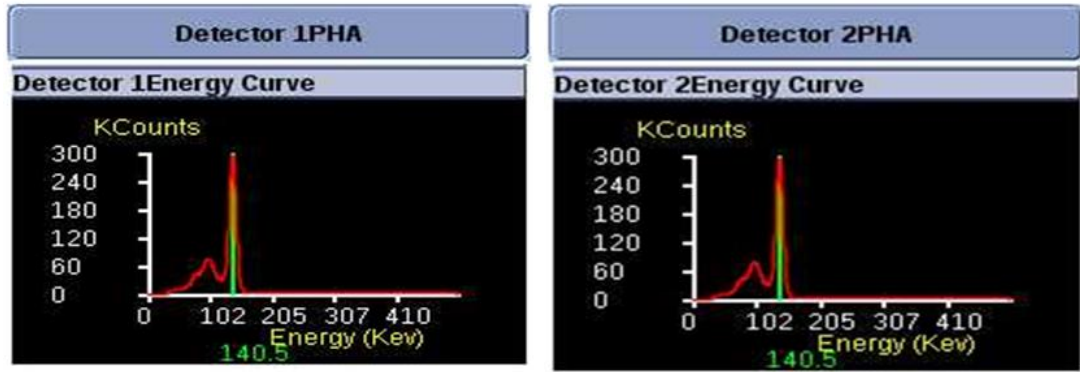 Detector 1PHA
Detector 1Energy Curve
KCounts
300
240
180
120
60
0
0 102 205 307 410
Energy (Kev)
140.5
Detector 2PHA
Detector 2Energy Curve
KCounts
300
240
180
120
60
0
0 102 205 307 410
Energy (Kev)
140.5